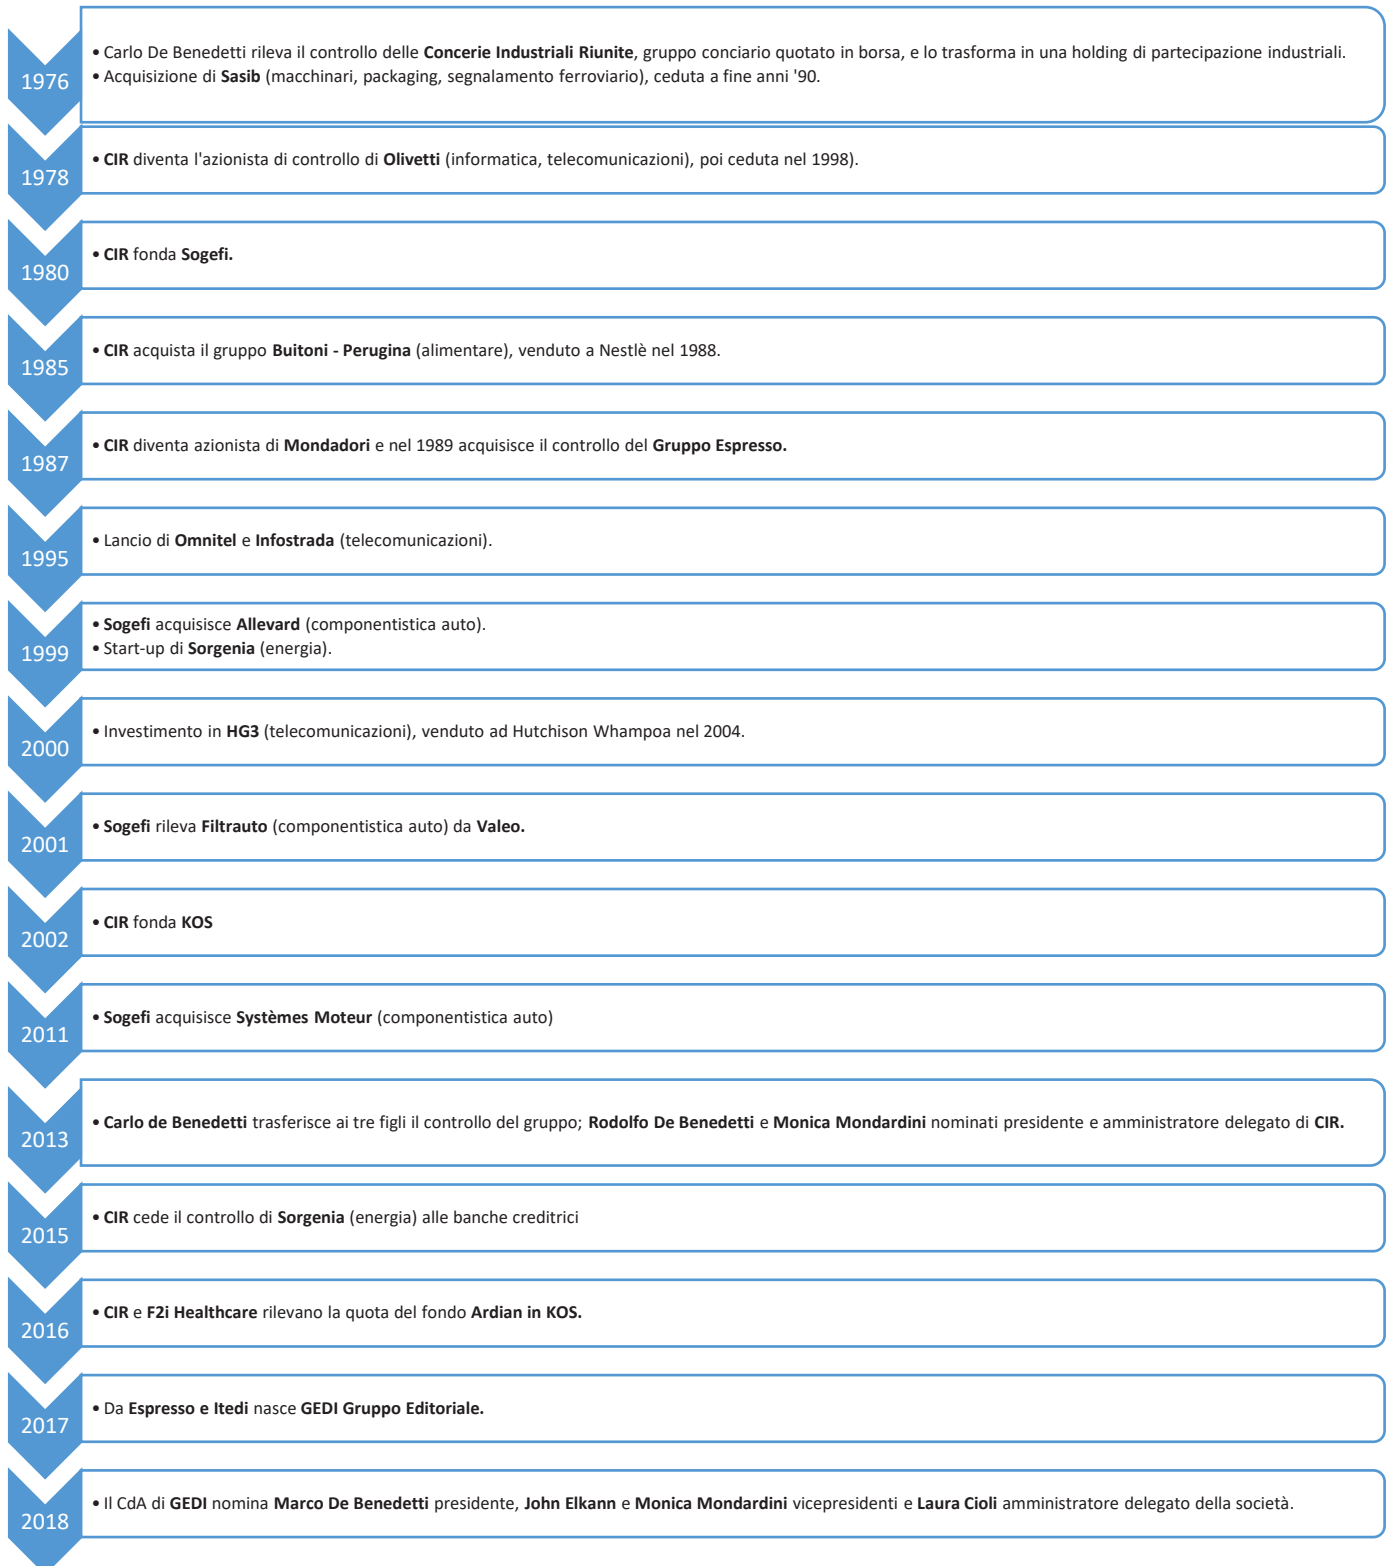 1976
• Carlo De Benedetti rileva il controllo delle Concerie Industriali Riunite, gruppo conciario quotato in borsa, e lo trasforma in una holding di partecipazione industriali.
• Acquisizione di Sasib (macchinari, packaging, segnalamento ferroviario), ceduta a fine anni '90.
1978
• CIR diventa l'azionista di controllo di Olivetti (informatica, telecomunicazioni), poi ceduta nel 1998).
1980
• CIR fonda Sogefi.
1985
• CIR acquista il gruppo Buitoni - Perugina (alimentare), venduto a Nestlè nel 1988.
1987
• CIR diventa azionista di Mondadori e nel 1989 acquisisce il controllo del Gruppo Espresso.
1995
• Lancio di Omnitel e Infostrada (telecomunicazioni).
1999
• Sogefi acquisisce Allevard (componentistica auto).
• Start-up di Sorgenia (energia).
2000
• Investimento in HG3 (telecomunicazioni), venduto ad Hutchison Whampoa nel 2004.
2001
• Sogefi rileva Filtrauto (componentistica auto) da Valeo.
2002
• CIR fonda KOS
2011
• Sogefi acquisisce Systèmes Moteur (componentistica auto)
2013
• Carlo de Benedetti trasferisce ai tre figli il controllo del gruppo; Rodolfo De Benedetti e Monica Mondardini nominati presidente e amministratore delegato di CIR.
2015
• CIR cede il controllo di Sorgenia (energia) alle banche creditrici
2016
• CIR e F2i Healthcare rilevano la quota del fondo Ardian in KOS.
2017
• Da Espresso e Itedi nasce GEDI Gruppo Editoriale.
2018
• Il CdA di GEDI nomina Marco De Benedetti presidente, John Elkann e Monica Mondardini vicepresidenti e Laura Cioli amministratore delegato della società.